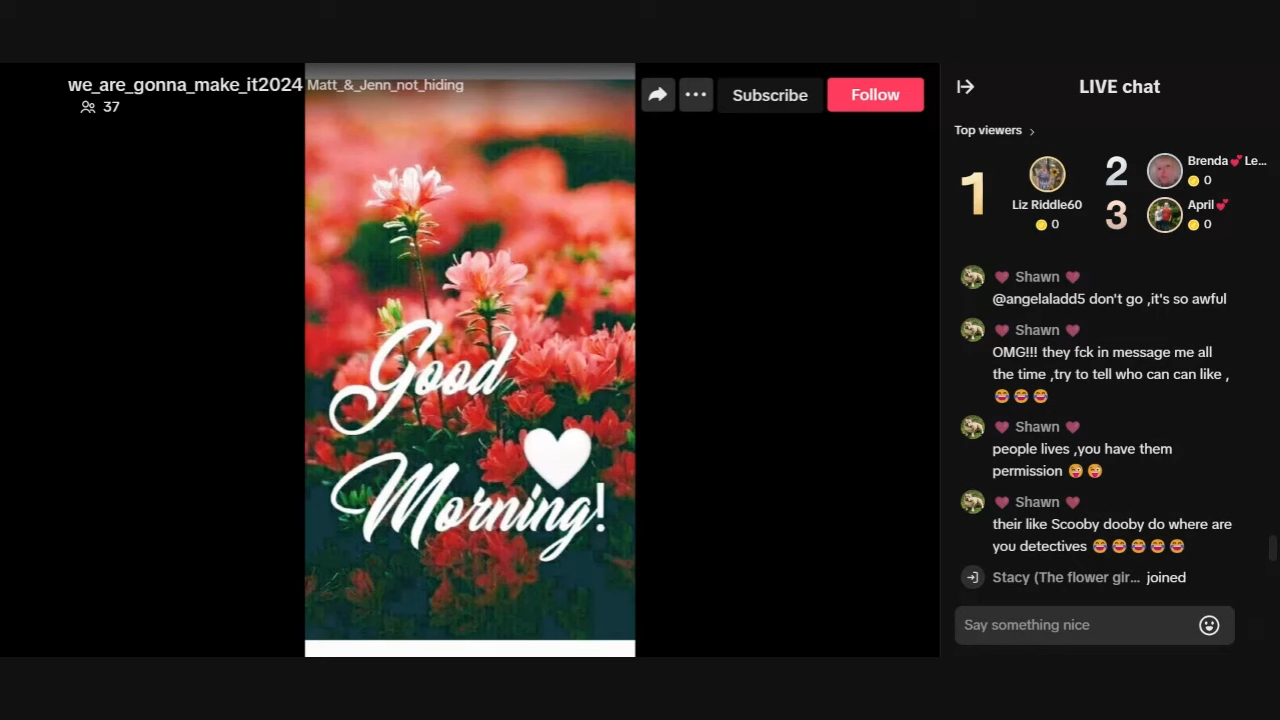 we_are_gonna_make_it2024
37
Matt_&_Jenn_not_hiding
Subscribe
Follow
Good
Morning!
LIVE chat
Top viewers
1
Liz Riddle60
0
2
Brenda💕Le...
0
3
April💕
0
Shawn
@angelaladd5 don't go ,it's so awful
Shawn
OMG!!! they fck in message me all
the time ,try to tell who can can like ,
😂 😂 😂
Shawn
people lives ,you have them
permission 😜 😜
Shawn
their like Scooby dooby do where are
you detectives 😂 😂 😂 😂 😂
Stacy (The flower gir... joined
Say something nice